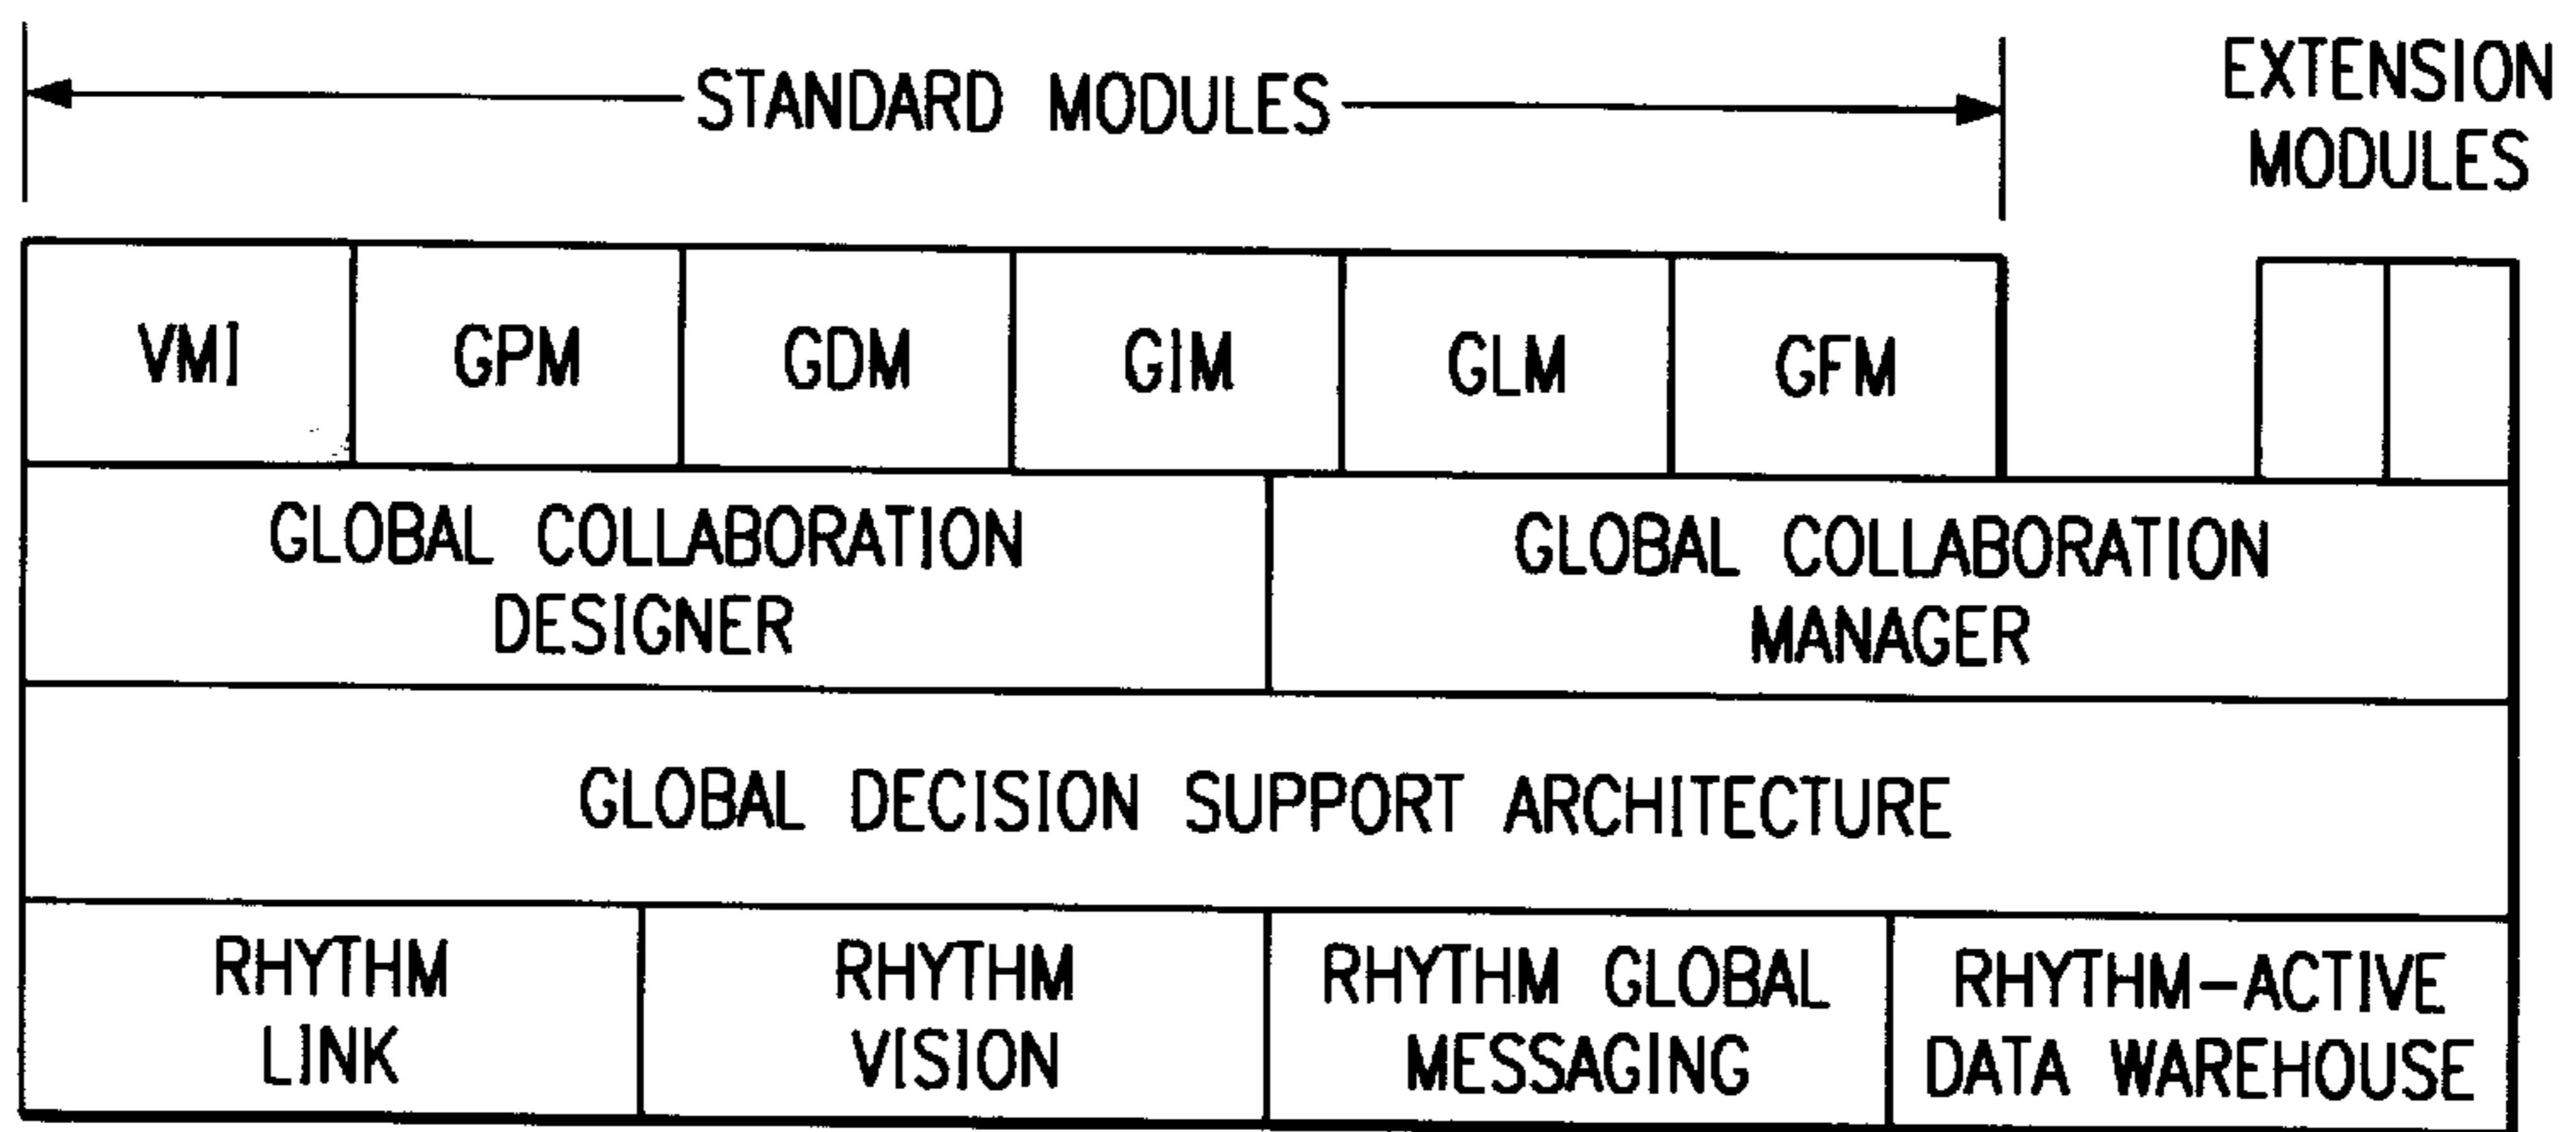 STANDARD MODULES
EXTENSION
MODULES
VMI
GPM
GDM
GIM
GLM
GFM
GLOBAL COLLABORATION
DESIGNER
GLOBAL COLLABORATION
MANAGER
GLOBAL DECISION SUPPORT ARCHITECTURE
RHYTHM
LINK
RHYTHM
VISION
RHYTHM GLOBAL
MESSAGING
RHYTHM-ACTIVE
DATA WAREHOUSE